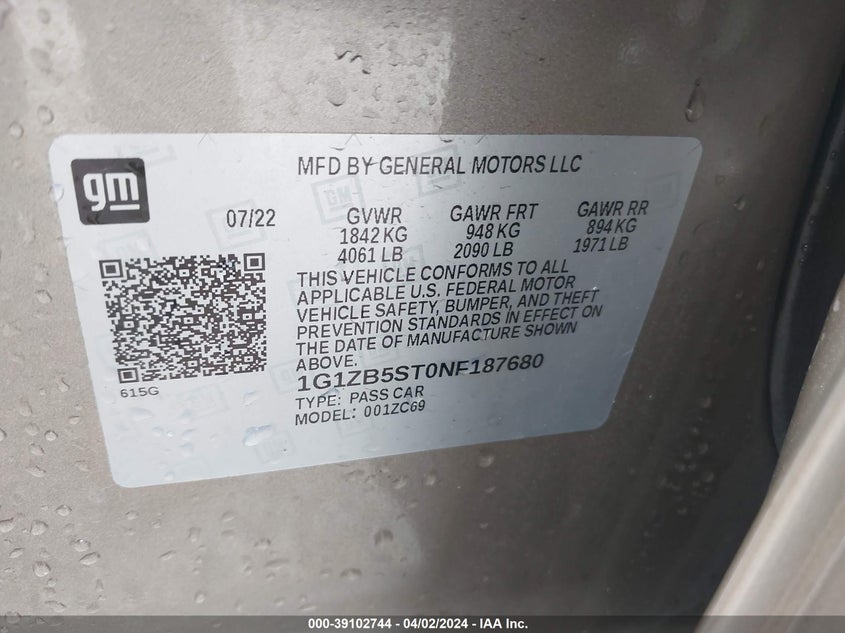 gm
MFD BY GENERAL MOTORS LLC
07/22
GVWR GAWR FRT GAWR RR
1842 KG 948 KG 894 KG
4061 LB 2090 LB 1971 LB
THIS VEHICLE CONFORMS TO ALL
APPLICABLE U.S. FEDERAL MOTOR
VEHICLE SAFETY, BUMPER, AND THEFT
PREVENTION STANDARDS IN EFFECT ON
THE DATE OF MANUFACTURE SHOWN
ABOVE.
1G1ZB5ST0NF187680
TYPE: PASS CAR
MODEL: 001ZC69
615G
000-39102744 - 04/02/2024 - IAA Inc.